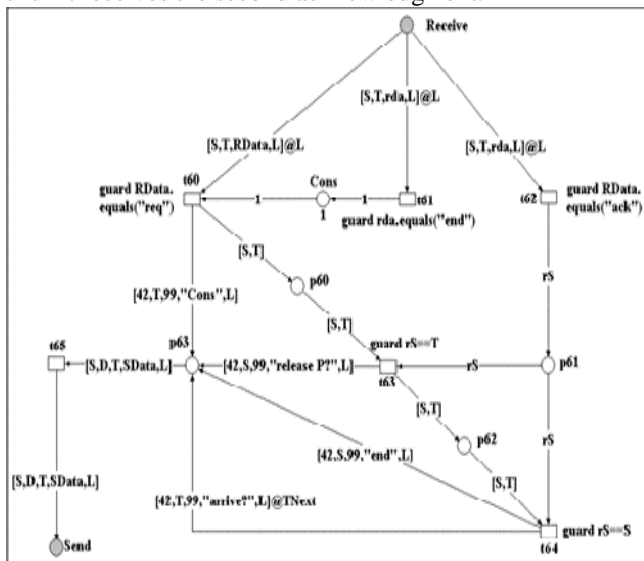 Receive
[S,T,rda,L]@L
[S,T,RData,L]@L
[S,T,rda,L]@L
t60
Cons
guard RData.
equals("req")
1
1
t61
t62
guard RData.
equals("ack")
1
guard rda.equals("end")
[S,T]
rS
p60
[42,T,99,"Cons",L]
[S,T]
t65
p63
guard rS==T
p61
[S,D,T,SData,L]
[42,S,99,"release P?",L]
rS
t63
[S,T]
p62
rS
[42,S,99,"end",L]
[S,T]
[S,D,T,SData,L]
[42,T,99,"arrive?",L]@TNext
guard rS==S
Send
t64